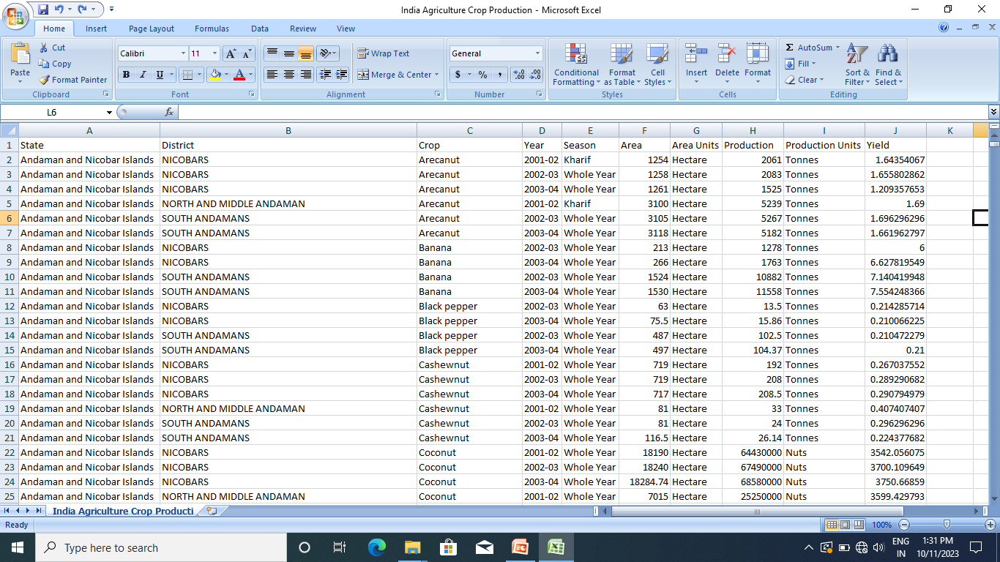 India Agriculture Crop Production - Microsoft Excel
Home Insert Page Layout Formulas Data Review View
Paste Cut Copy Format Painter Clipboard
Calibri 11 A A B I U A Font
Wrap Text Merge & Center Alignment
General $ % , .00 .00 Number
Conditional Formatting Format as Table Cell Styles Styles
Insert Delete Format Cells
Σ AutoSum Fill Clear Sort & Filter Find & Select Editing
L6 fx
A B C D E F G H I J K
1 State District Crop Year Season Area Area Units Production Production Units Yield
2 Andaman and Nicobar Islands NICOBARS Arecanut 2001-02 Kharif 1254 Hectare 2061 Tonnes 1.64354067
3 Andaman and Nicobar Islands NICOBARS Arecanut 2002-03 Whole Year 1258 Hectare 2083 Tonnes 1.655802862
4 Andaman and Nicobar Islands NICOBARS Arecanut 2003-04 Whole Year 1261 Hectare 1525 Tonnes 1.209357653
5 Andaman and Nicobar Islands NORTH AND MIDDLE ANDAMAN Arecanut 2001-02 Kharif 3100 Hectare 5239 Tonnes 1.69
6 Andaman and Nicobar Islands SOUTH ANDAMANS Arecanut 2002-03 Whole Year 3105 Hectare 5267 Tonnes 1.696296296
7 Andaman and Nicobar Islands SOUTH ANDAMANS Arecanut 2003-04 Whole Year 3118 Hectare 5182 Tonnes 1.661962797
8 Andaman and Nicobar Islands NICOBARS Banana 2002-03 Whole Year 213 Hectare 1278 Tonnes 6
9 Andaman and Nicobar Islands NICOBARS Banana 2003-04 Whole Year 266 Hectare 1763 Tonnes 6.627819549
10 Andaman and Nicobar Islands SOUTH ANDAMANS Banana 2002-03 Whole Year 1524 Hectare 10882 Tonnes 7.140419948
11 Andaman and Nicobar Islands SOUTH ANDAMANS Banana 2003-04 Whole Year 1530 Hectare 11558 Tonnes 7.554248366
12 Andaman and Nicobar Islands NICOBARS Black pepper 2002-03 Whole Year 63 Hectare 13.5 Tonnes 0.214285714
13 Andaman and Nicobar Islands NICOBARS Black pepper 2003-04 Whole Year 75.5 Hectare 15.86 Tonnes 0.210066225
14 Andaman and Nicobar Islands SOUTH ANDAMANS Black pepper 2002-03 Whole Year 487 Hectare 102.5 Tonnes 0.210472279
15 Andaman and Nicobar Islands SOUTH ANDAMANS Black pepper 2003-04 Whole Year 497 Hectare 104.37 Tonnes 0.21
16 Andaman and Nicobar Islands NICOBARS Cashewnut 2001-02 Whole Year 719 Hectare 192 Tonnes 0.267037552
17 Andaman and Nicobar Islands NICOBARS Cashewnut 2002-03 Whole Year 719 Hectare 208 Tonnes 0.289290682
18 Andaman and Nicobar Islands NICOBARS Cashewnut 2003-04 Whole Year 717 Hectare 208.5 Tonnes 0.290794979
19 Andaman and Nicobar Islands NORTH AND MIDDLE ANDAMAN Cashewnut 2001-02 Whole Year 81 Hectare 33 Tonnes 0.407407407
20 Andaman and Nicobar Islands SOUTH ANDAMANS Cashewnut 2002-03 Whole Year 81 Hectare 24 Tonnes 0.296296296
21 Andaman and Nicobar Islands SOUTH ANDAMANS Cashewnut 2003-04 Whole Year 116.5 Hectare 26.14 Tonnes 0.224377682
22 Andaman and Nicobar Islands NICOBARS Coconut 2001-02 Whole Year 18190 Hectare 64430000 Nuts 3542.056075
23 Andaman and Nicobar Islands NICOBARS Coconut 2002-03 Whole Year 18240 Hectare 67490000 Nuts 3700.109649
24 Andaman and Nicobar Islands NICOBARS Coconut 2003-04 Whole Year 18284.74 Hectare 68580000 Nuts 3750.66859
25 Andaman and Nicobar Islands NORTH AND MIDDLE ANDAMAN Coconut 2001-02 Whole Year 7015 Hectare 25250000 Nuts 3599.429793
India Agriculture Crop Producti
Ready 100%
Type here to search ENG IN 1:31 PM 10/11/2023